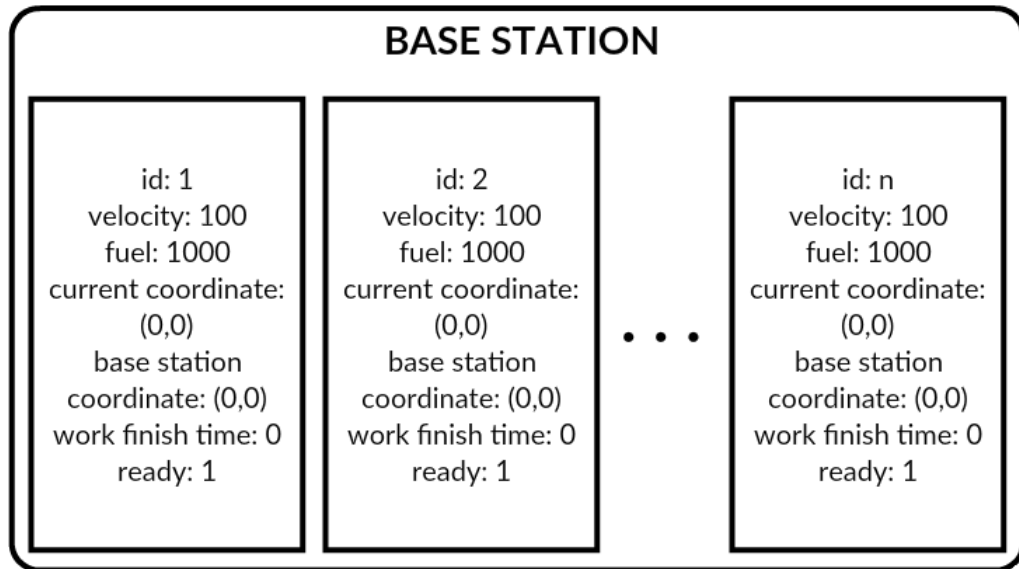 BASE STATION
id: 1
velocity: 100
fuel: 1000
current coordinate:
(0,0)
base station
coordinate: (0,0)
work finish time: 0
ready: 1
id: 2
velocity: 100
fuel: 1000
current coordinate:
(0,0)
base station
coordinate: (0,0)
work finish time: 0
ready: 1
. . .
id: n
velocity: 100
fuel: 1000
current coordinate:
(0,0)
base station
coordinate: (0,0)
work finish time: 0
ready: 1